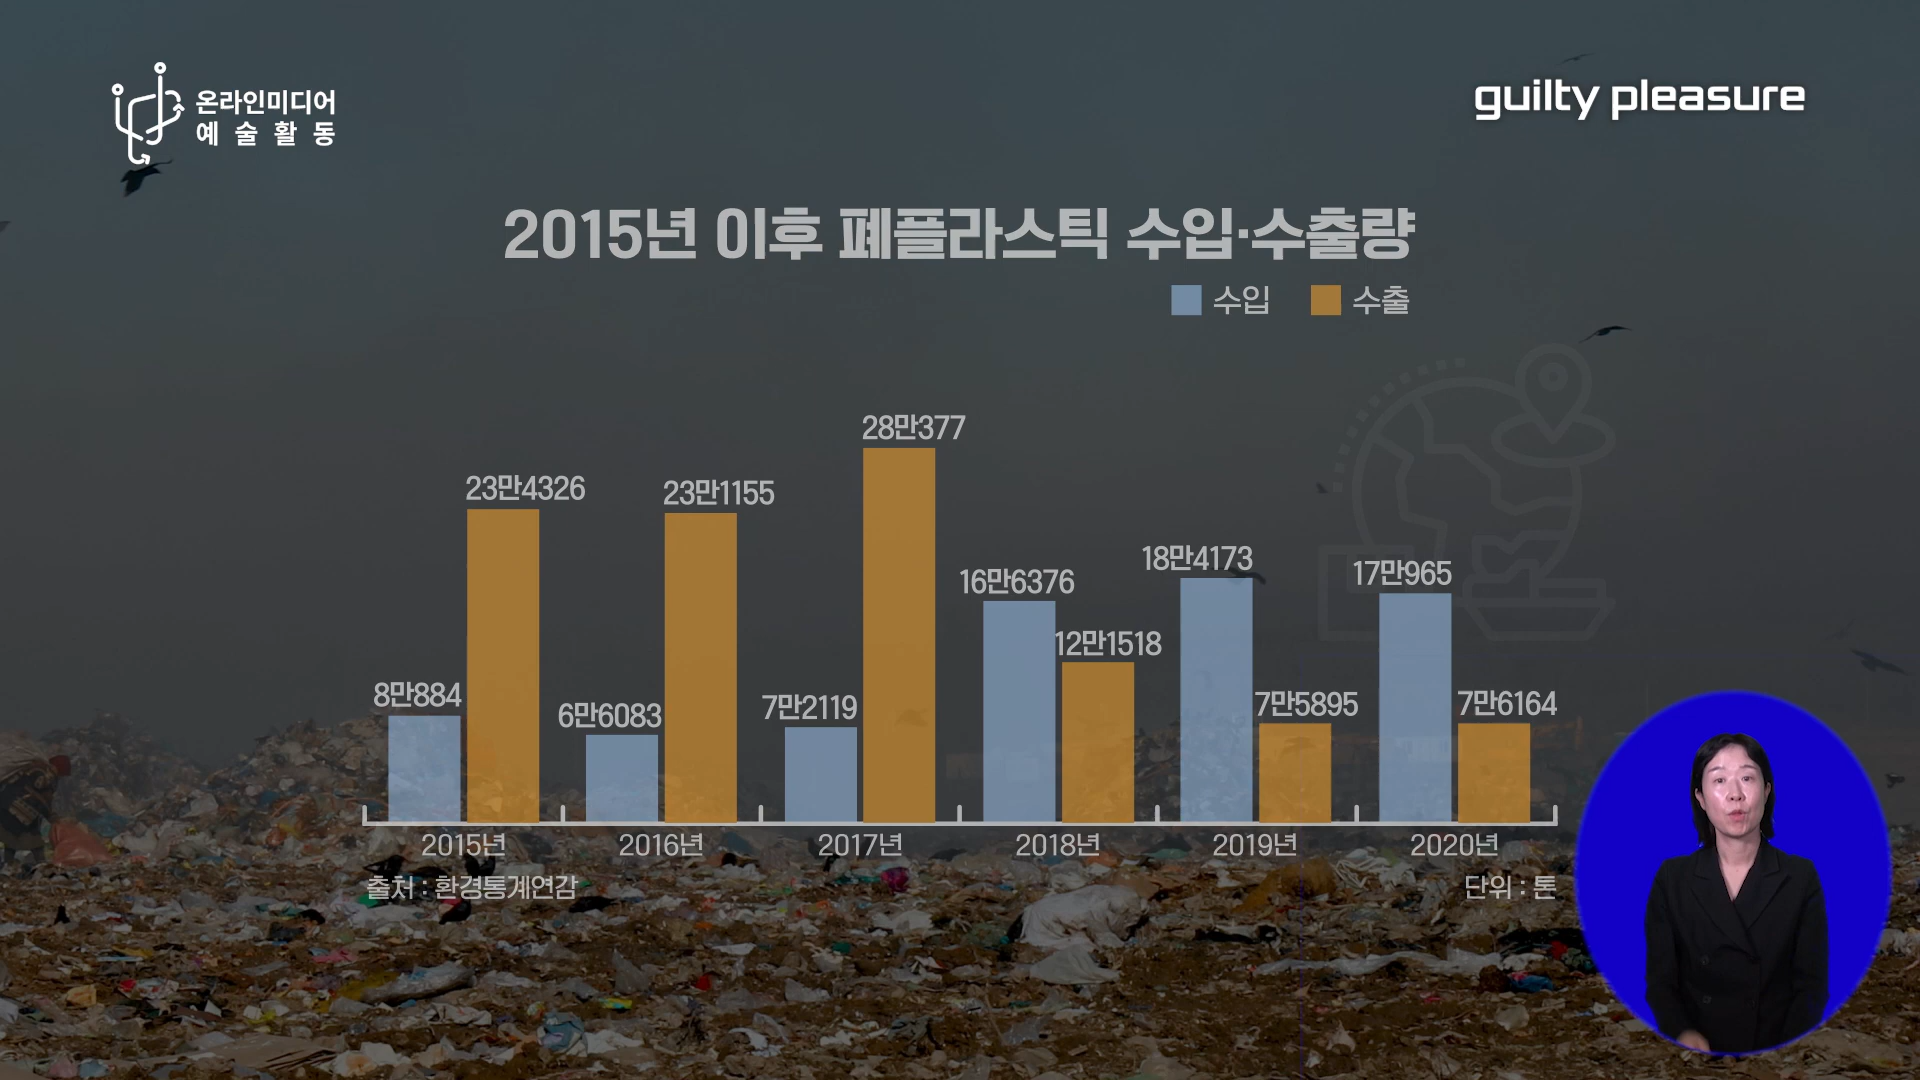 온라인미디어
예술활동
guilty pleasure
2015년 이후 폐플라스틱 수입·수출량
수입 수출
28만377
23만4326
23만1155
18만4173
16만6376
17만965
12만1518
8만884
6만6083
7만2119
7만5895
7만6164
2015년 2016년 2017년 2018년 2019년 2020년
출처 : 환경통계연감
단위 : 톤